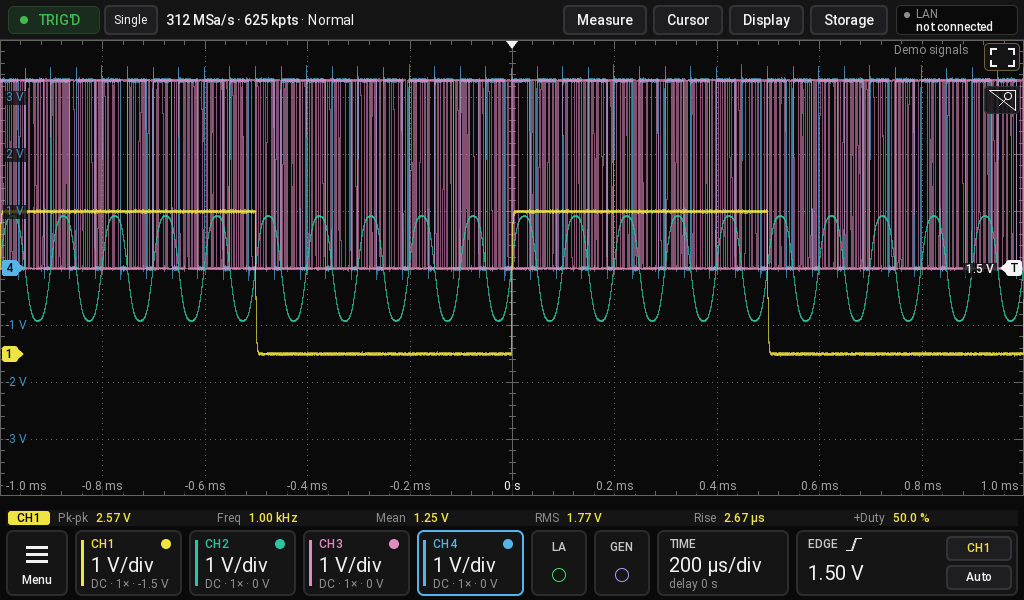 TRIG'D
Single
312 MSa/s · 625 kpts · Normal
Measure
Cursor
Display
Storage
LAN
not connected
Demo signals
3 V
2 V
1 V
4
1.5 V
T
-1 V
1
-2 V
-3 V
-1.0 ms
-0.8 ms
-0.6 ms
-0.4 ms
-0.2 ms
0 s
0.2 ms
0.4 ms
0.6 ms
0.8 ms
1.0 ms
CH1
Pk-pk 2.57 V
Freq 1.00 kHz
Mean 1.25 V
RMS 1.77 V
Rise 2.67 µs
+Duty 50.0 %
Menu
CH1
1 V/div
DC · 1× · -1.5 V
CH2
1 V/div
DC · 1× · 0 V
CH3
1 V/div
DC · 1× · 0 V
CH4
1 V/div
DC · 1× · 0 V
LA
GEN
TIME
200 µs/div
delay 0 s
EDGE
1.50 V
CH1
Auto